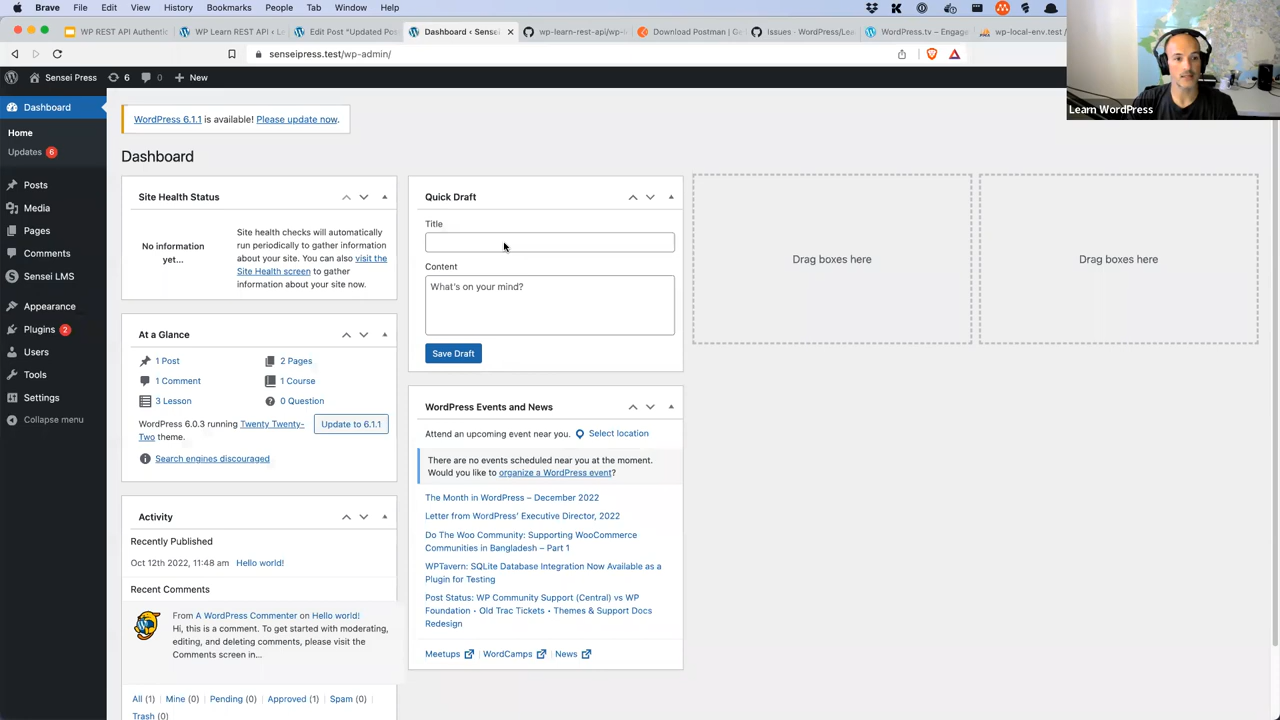 Brave
File
Edit
View
History
Bookmarks
People
Tab
Window
Help
WP REST API Authentic
WP Learn REST API < L
Edit Post "Updated Pos
Dashboard < Sensei
wp-learn-rest-api/wp-l
Download Postman | Ge
Issues · WordPress/Lea
WordPress.tv – Engage
wp-local-env.test /
senseipress.test/wp-admin/
Sensei Press
6
0
New
Learn WordPress
Dashboard
Home
Updates 6
Posts
Media
Pages
Comments
Sensei LMS
Appearance
Plugins 2
Users
Tools
Settings
Collapse menu
WordPress 6.1.1 is available! Please update now.
Dashboard
Site Health Status
No information
yet...
Site health checks will automatically
run periodically to gather information
about your site. You can also visit the
Site Health screen to gather
information about your site now.
At a Glance
1 Post
2 Pages
1 Comment
1 Course
3 Lesson
0 Question
WordPress 6.0.3 running Twenty Twenty-
Two theme.
Update to 6.1.1
Search engines discouraged
Activity
Recently Published
Oct 12th 2022, 11:48 am Hello world!
Recent Comments
From A WordPress Commenter on Hello world!
Hi, this is a comment. To get started with moderating,
editing, and deleting comments, please visit the
Comments screen in...
All (1) | Mine (0) | Pending (0) | Approved (1) | Spam (0) |
Trash (0)
Quick Draft
Title
Content
What's on your mind?
Save Draft
WordPress Events and News
Attend an upcoming event near you. Select location
There are no events scheduled near you at the moment.
Would you like to organize a WordPress event?
The Month in WordPress – December 2022
Letter from WordPress' Executive Director, 2022
Do The Woo Community: Supporting WooCommerce
Communities in Bangladesh – Part 1
WPTavern: SQLite Database Integration Now Available as a
Plugin for Testing
Post Status: WP Community Support (Central) vs WP
Foundation • Old Trac Tickets • Themes & Support Docs
Redesign
Meetups | WordCamps | News
Drag boxes here
Drag boxes here